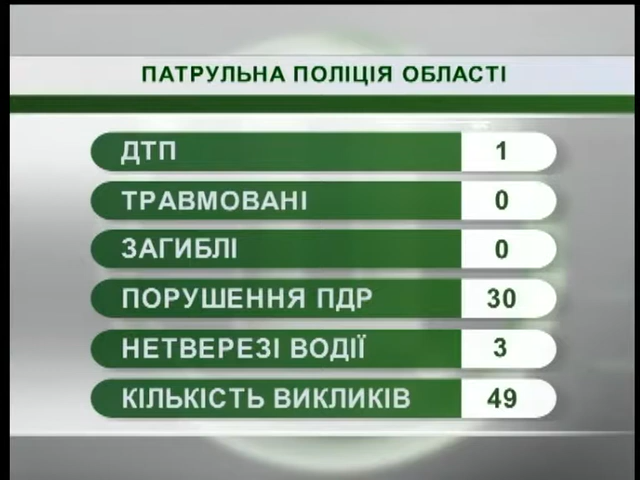 ПАТРУЛЬНА ПОЛІЦІЯ ОБЛАСТІ
ДТП 1
ТРАВМОВАНІ 0
ЗАГИБЛІ 0
ПОРУШЕННЯ ПДР 30
НЕТВЕРЕЗІ ВОДІЇ 3
КІЛЬКІСТЬ ВИКЛИКІВ 49